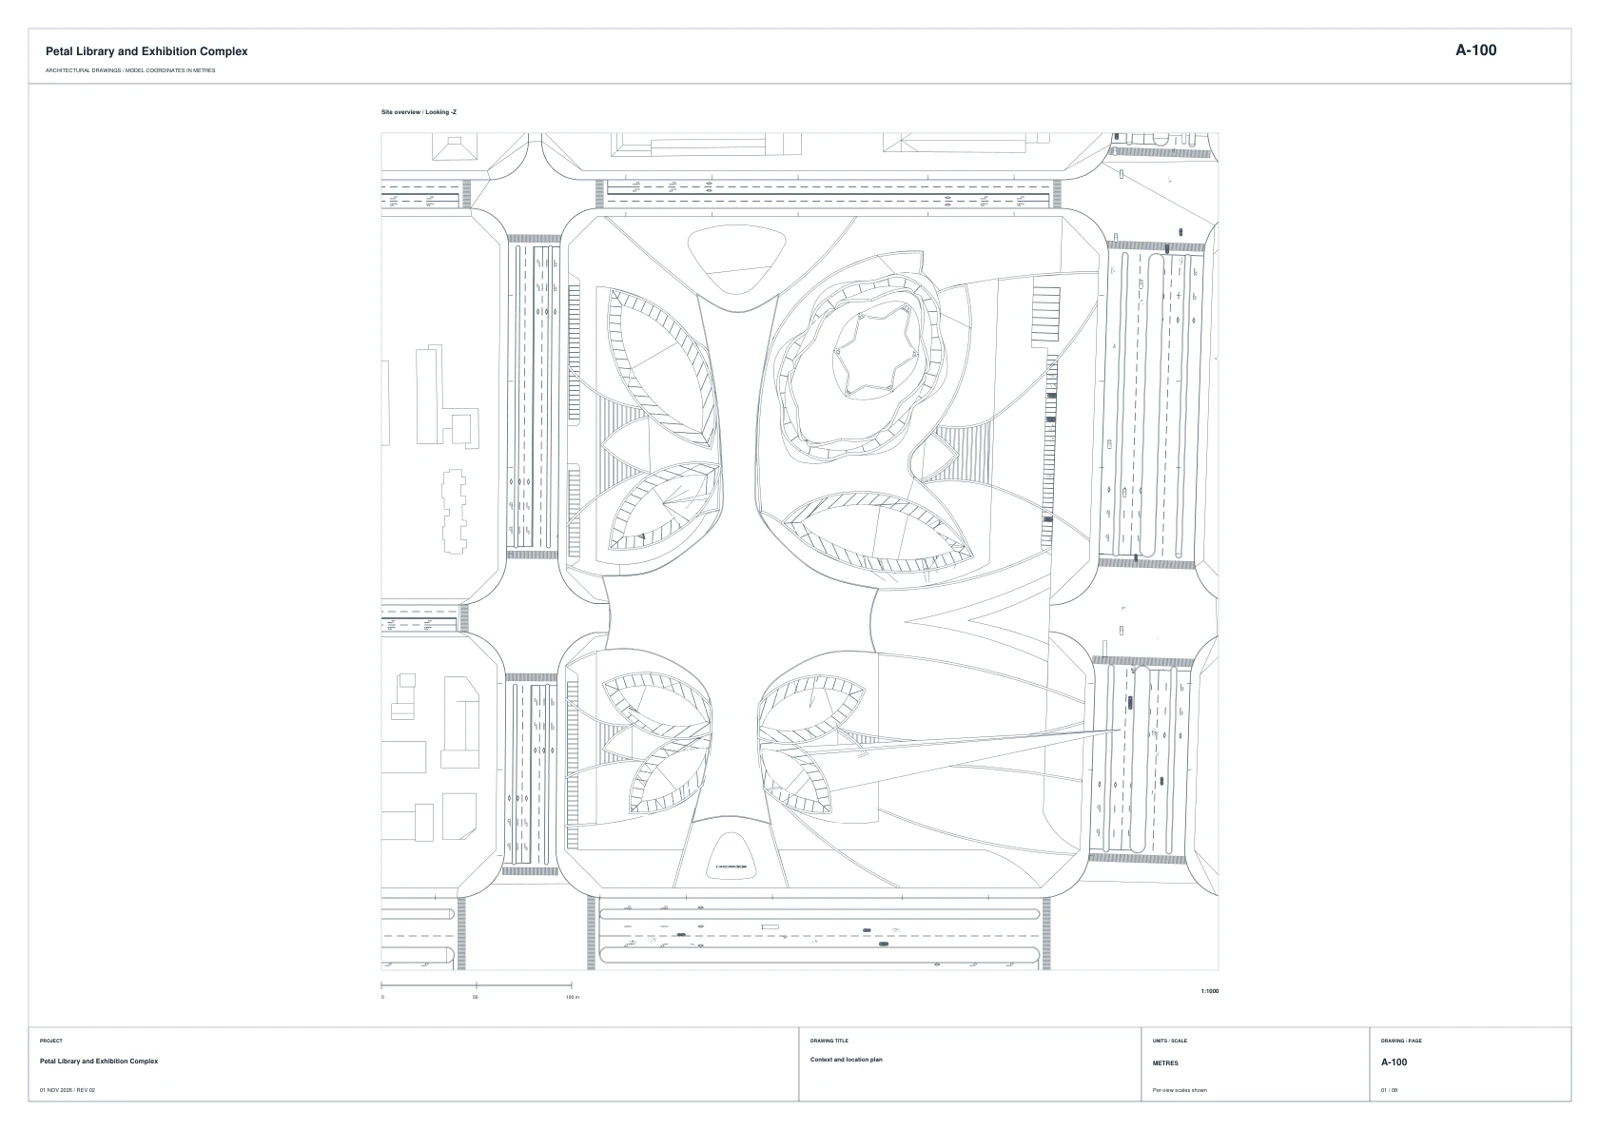 Petal Library and Exhibition Complex
A-100
ARCHITECTURAL DRAWINGS / MODEL COORDINATES IN METRES
Site overview / Looking -Z
0 50 100 m
1:1000
PROJECT
Petal Library and Exhibition Complex
01 NOV 2025 / REV 02
DRAWING TITLE
Context and location plan
UNITS / SCALE
METRES
Per-view scales shown
DRAWING / PAGE
A-100
01 / 08